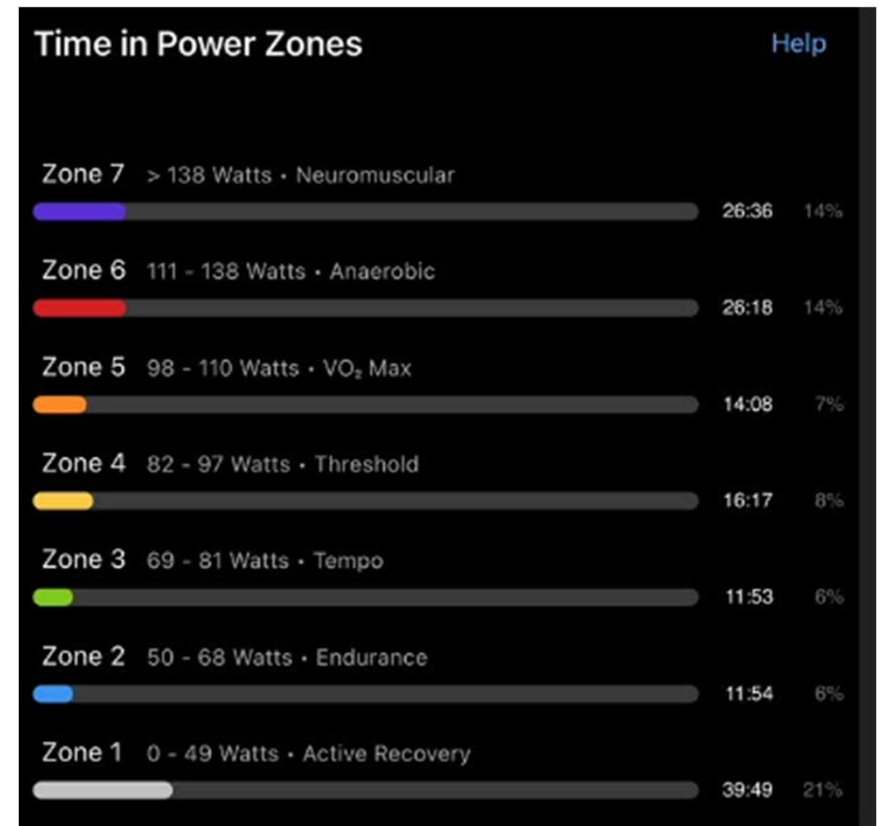 Time in Power Zones Help
Zone 7 > 138 Watts • Neuromuscular
26:36 14%
Zone 6 111 - 138 Watts • Anaerobic
26:18 14%
Zone 5 98 - 110 Watts • VO₂ Max
14:08 7%
Zone 4 82 - 97 Watts • Threshold
16:17 8%
Zone 3 69 - 81 Watts • Tempo
11:53 6%
Zone 2 50 - 68 Watts • Endurance
11:54 6%
Zone 1 0 - 49 Watts • Active Recovery
39:49 21%